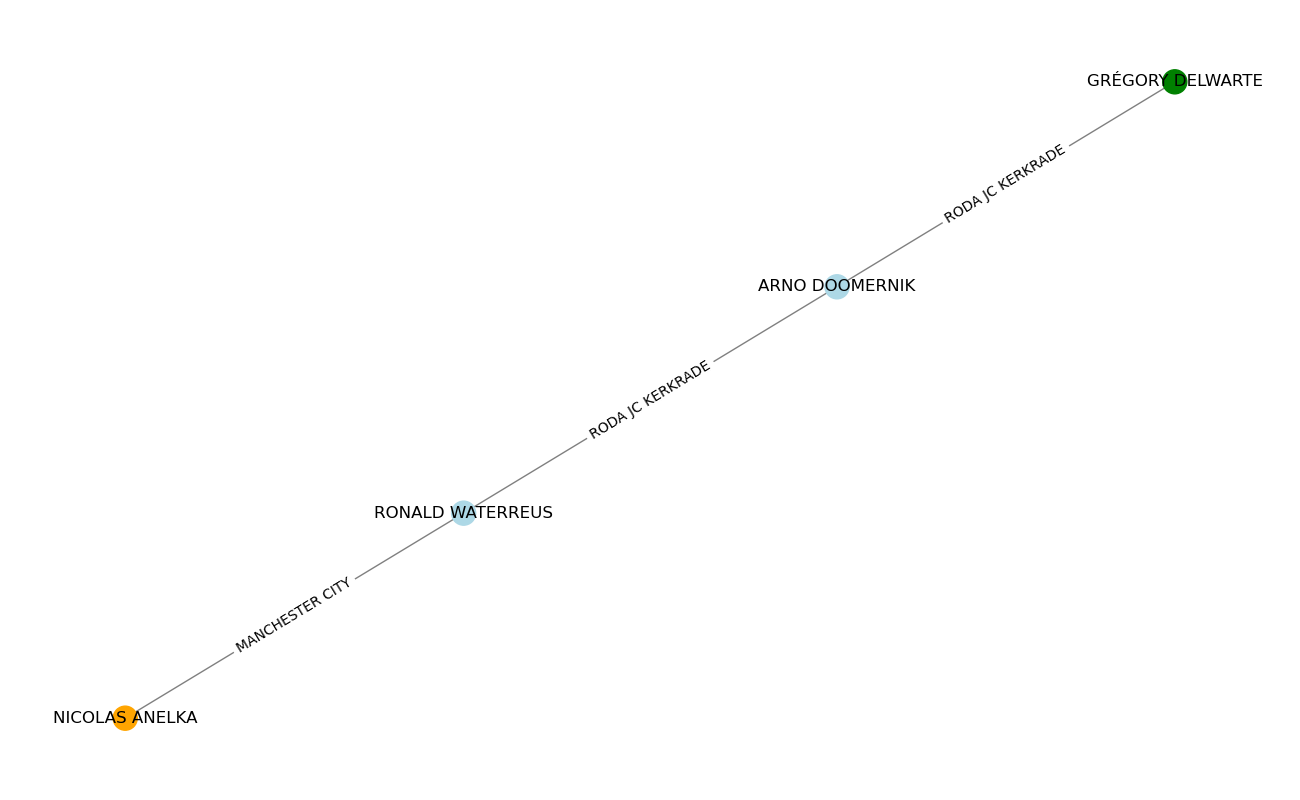 GRÉGORY DELWARTE
RODA JC KERKRADE
ARNO DOOMERNIK
RODA JC KERKRADE
RONALD WATERREUS
MANCHESTER CITY
NICOLAS ANELKA